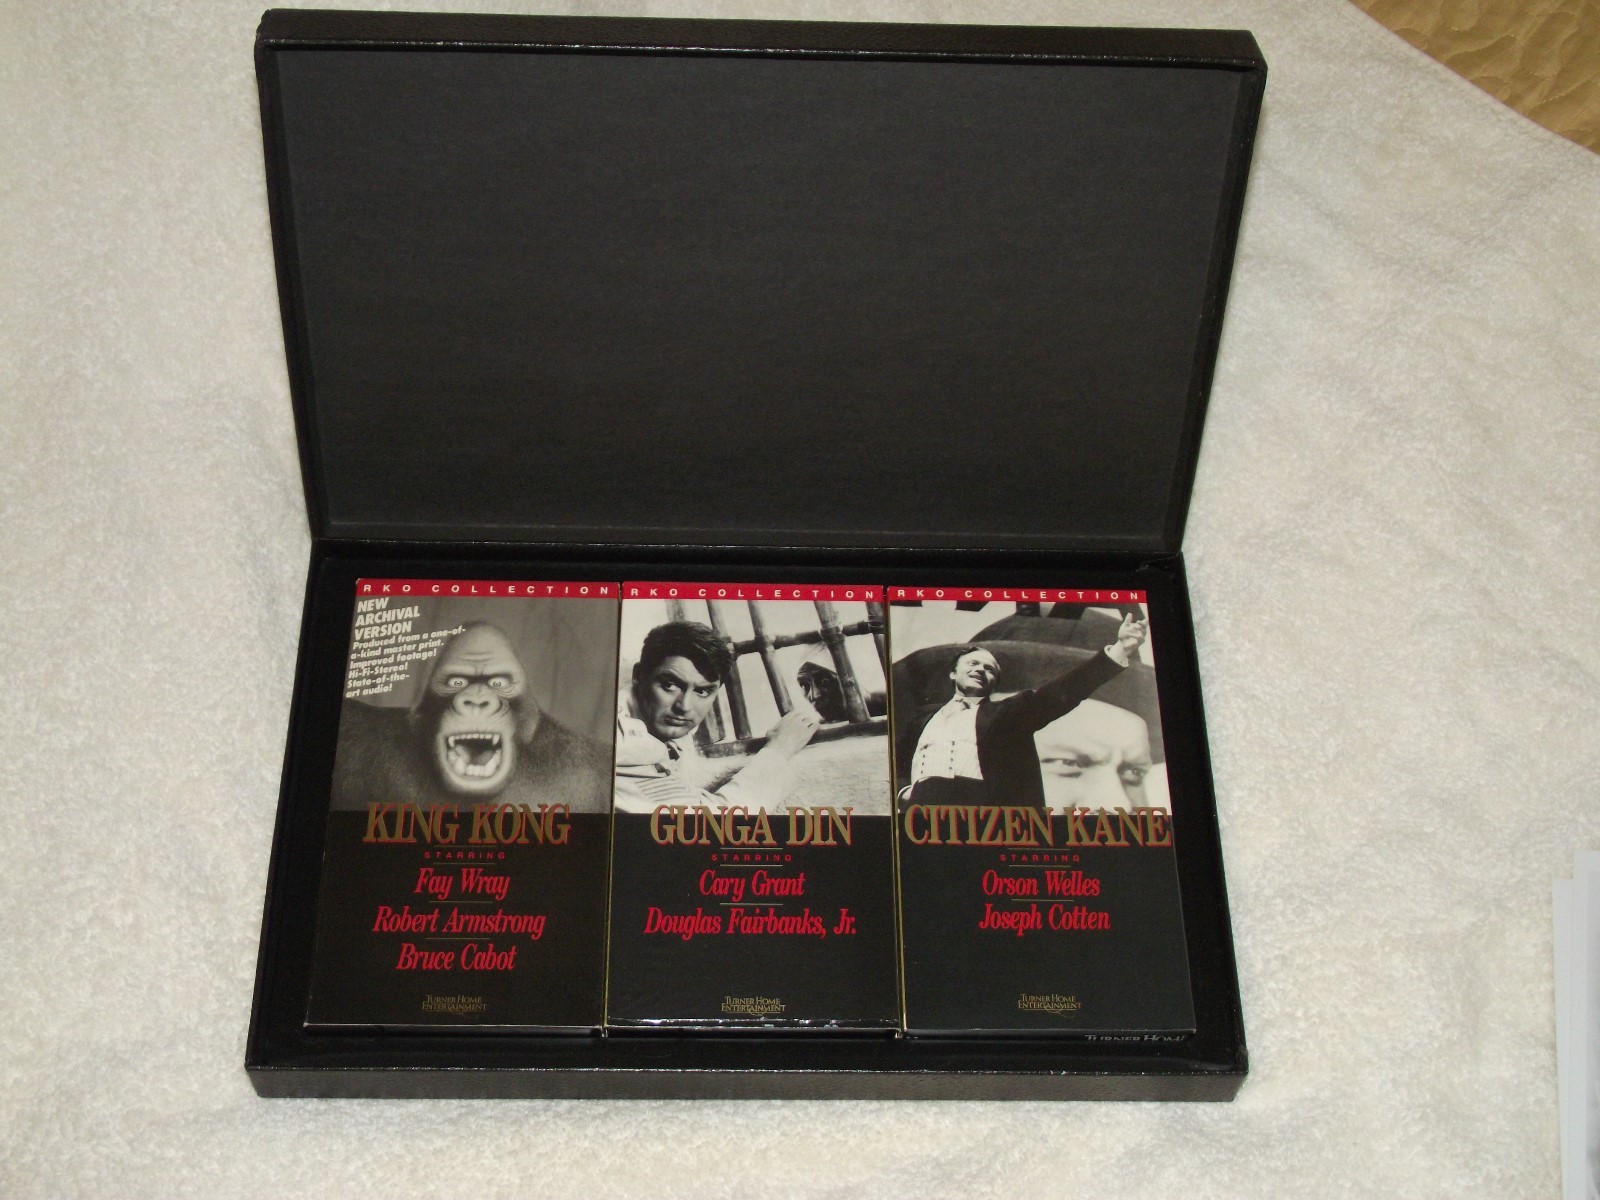 RKO COLLECTION
NEW
ARCHIVAL
VERSION
Produced from a one-of-
a-kind master print.
Improved footage!
Hi-Fi-Stereo!
State-of-the-
art audio!
KING KONG
STARRING
Fay Wray
Robert Armstrong
Bruce Cabot
TURNER HOME
ENTERTAINMENT
RKO COLLECTION
GUNGA DIN
STARRING
Cary Grant
Douglas Fairbanks, Jr.
TURNER HOME
ENTERTAINMENT
RKO COLLECTION
CITIZEN KANE
STARRING
Orson Welles
Joseph Cotten
TURNER HOME
ENTERTAINMENT
TURNER HOME